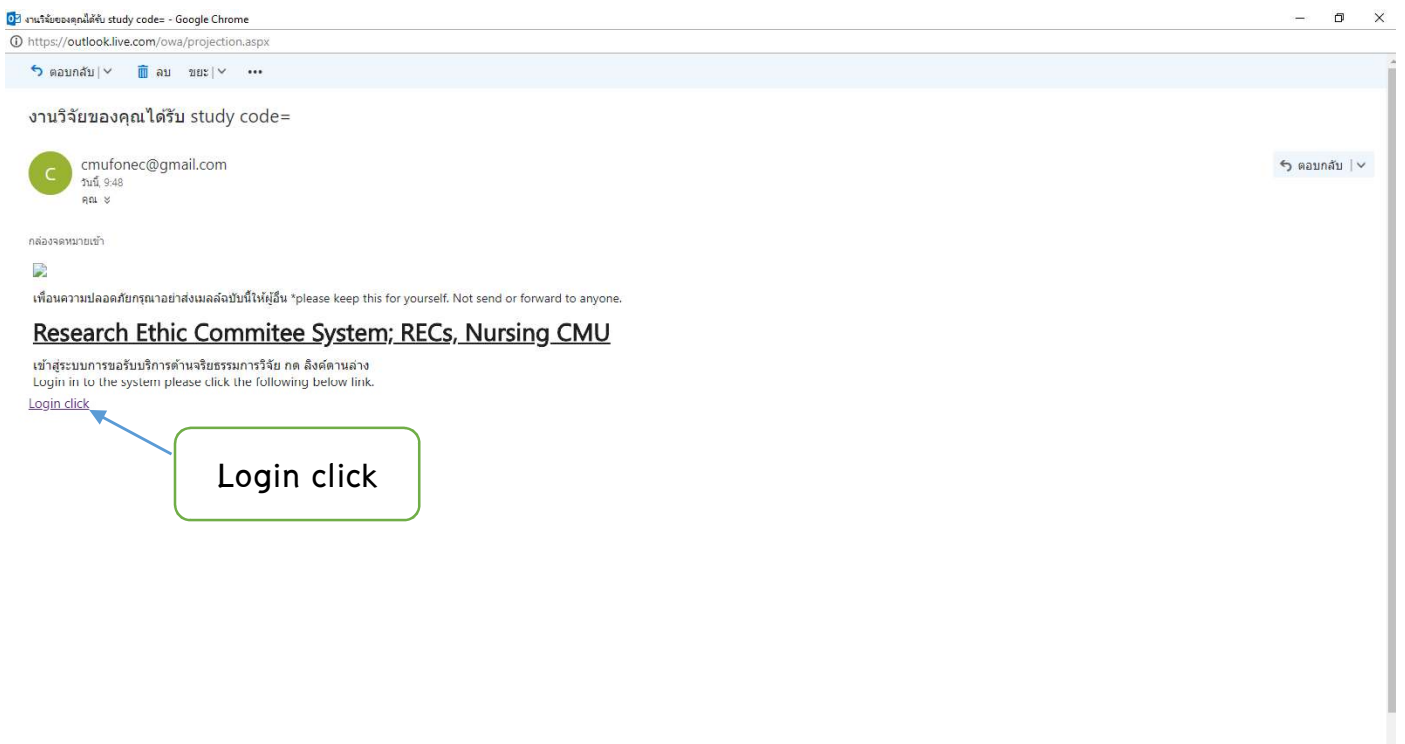 งานวิจัยของคุณได้รับ study code= - Google Chrome
https://outlook.live.com/owa/projection.aspx
ตอบกลับ | ลบ ขยะ | •••
งานวิจัยของคุณได้รับ study code=
C
cmufonec@gmail.com
วันนี้, 9:48
คุณ
ตอบกลับ |
กล่องจดหมายเข้า
เพื่อนความปลอดภัยกรุณาอย่าส่งเมลล์ฉบับนี้ให้ผู้อื่น *please keep this for yourself. Not send or forward to anyone.
Research Ethic Commitee System; RECs, Nursing CMU
เข้าสู่ระบบการขอรับบริการด้านจริยธรรมการวิจัย กด ลิงค์ด้านล่าง
Login in to the system please click the following below link.
Login click
Login click